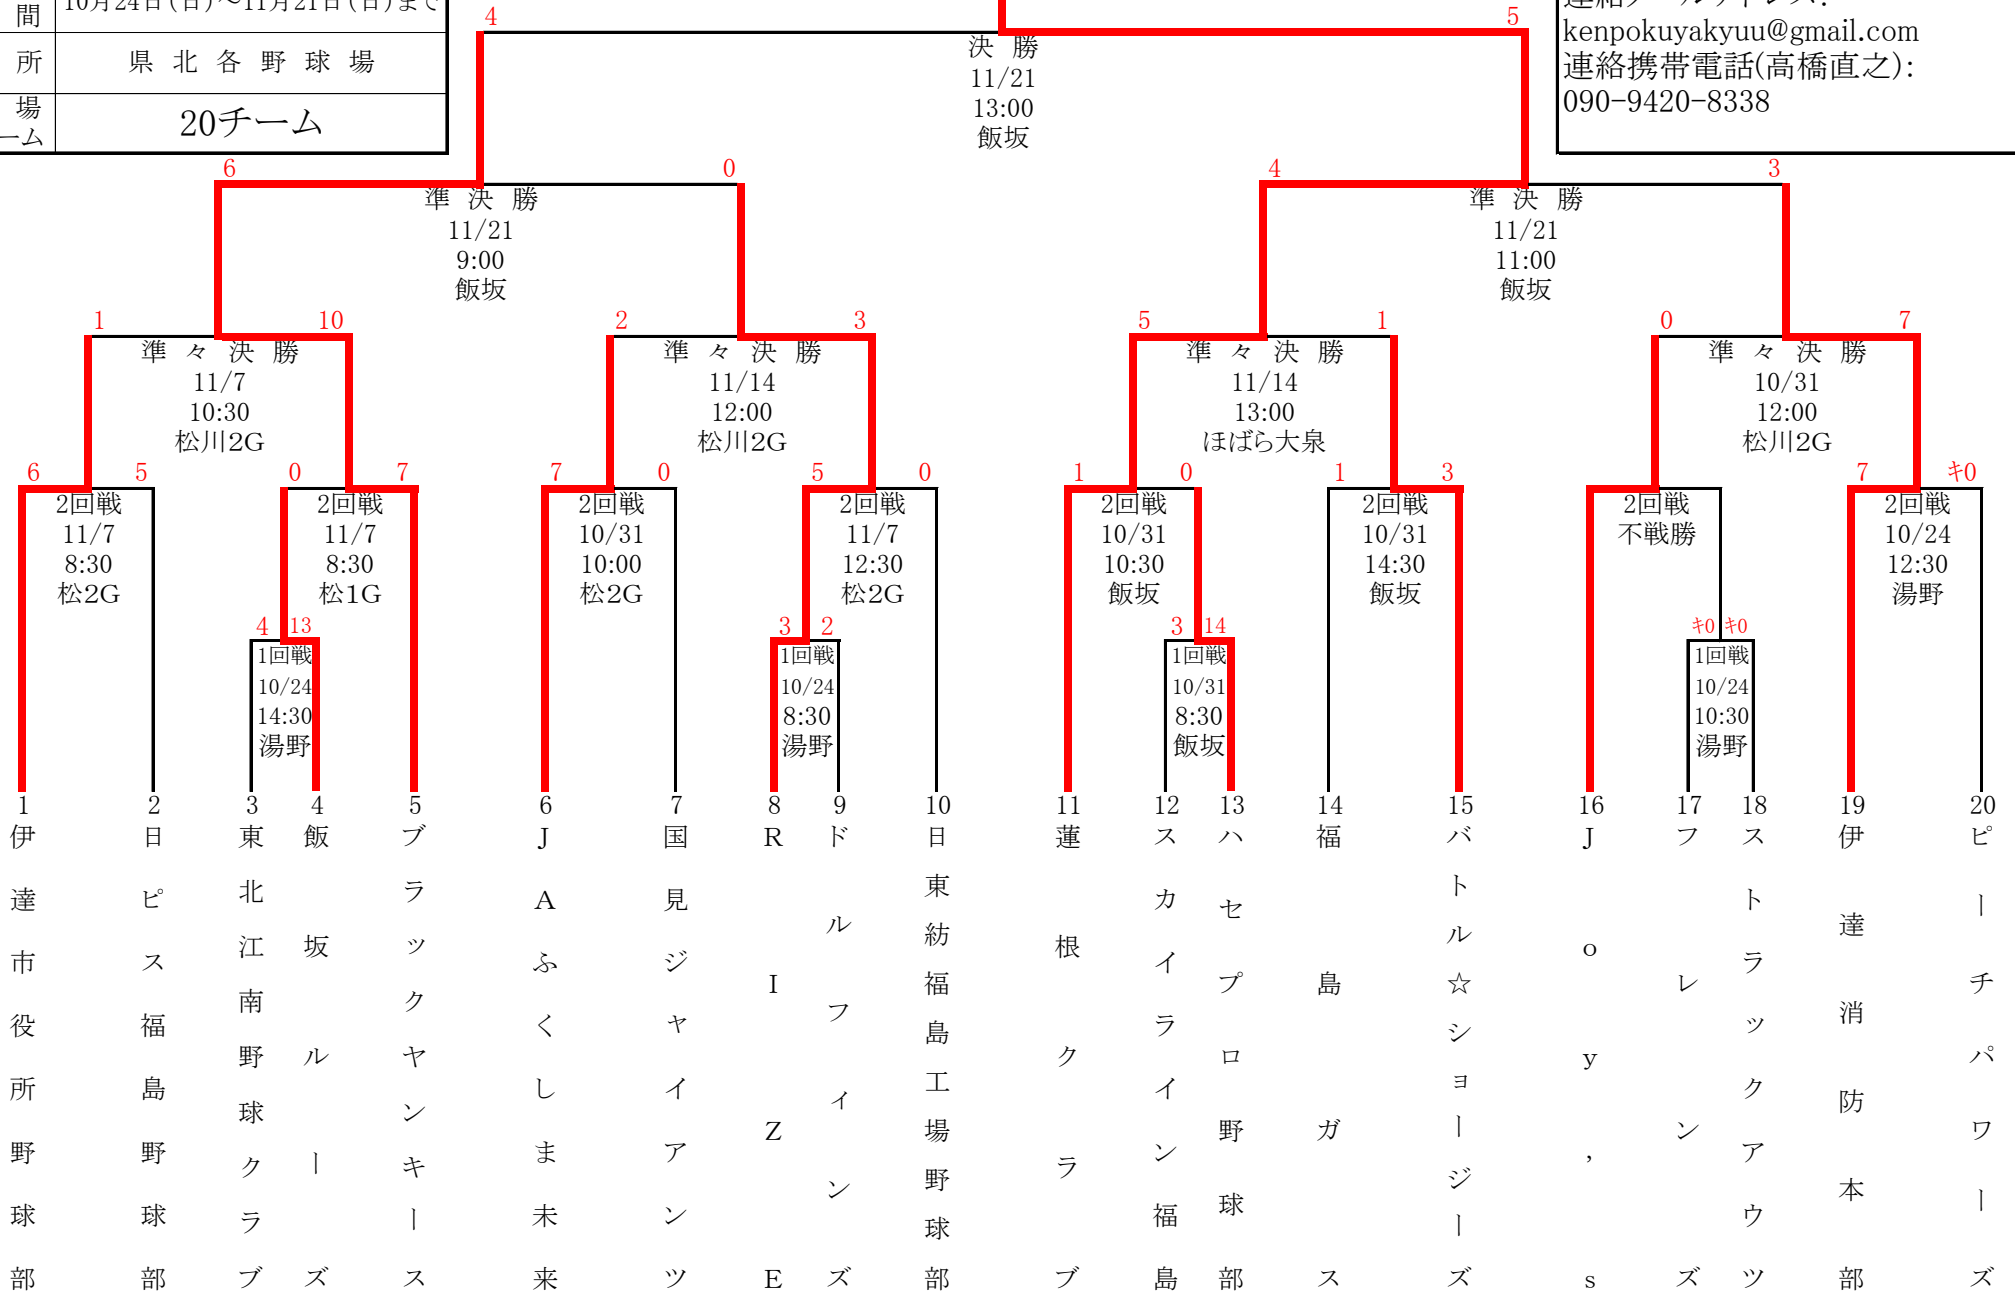 間 10月24日(日)～11月21日(日)まで
所 県北各野球場
場
ーム 20チーム
kenpokuyakyuu@gmail.com
連絡携帯電話(高橋直之):
090-9420-8338
4 5
決勝
11/21
13:00
飯坂
6 0
準決勝
11/21
9:00
飯坂
4 3
準決勝
11/21
11:00
飯坂
1 10
準々決勝
11/7
10:30
松川2G
2 3
準々決勝
11/14
12:00
松川2G
5 1
準々決勝
11/14
13:00
ほばら大泉
0 7
準々決勝
10/31
12:00
松川2G
6 5
2回戦
11/7
8:30
松2G
0 7
2回戦
11/7
8:30
松1G
7 0
2回戦
10/31
10:00
松2G
5 0
2回戦
11/7
12:30
松2G
1 0
2回戦
10/31
10:30
飯坂
1 3
2回戦
10/31
14:30
飯坂
2回戦
不戦勝
7 ｷ0
2回戦
10/24
12:30
湯野
4 13
1回戦
10/24
14:30
湯野
3 2
1回戦
10/24
8:30
湯野
3 14
1回戦
10/31
8:30
飯坂
ｷ0 ｷ0
1回戦
10/24
10:30
湯野
1 伊達市役所野球部
2 日ピス福島野球部
3 東北江南野球クラブ
4 飯坂ルーズ
5 ブラックヤンキース
6 JAふくしま未来
7 国見ジャイアンツ
8 RIZE
9 ドルフィンズ
10 日東紡福島工場野球部
11 蓮根クラブ
12 スカイライン福島
13 ハセプロ野球部
14 福島ガス
15 バトル☆ショージーズ
16 Joy,s
17 フレンズ
18 ストラックアウツ
19 伊達消防本部
20 ピーチパワーズ